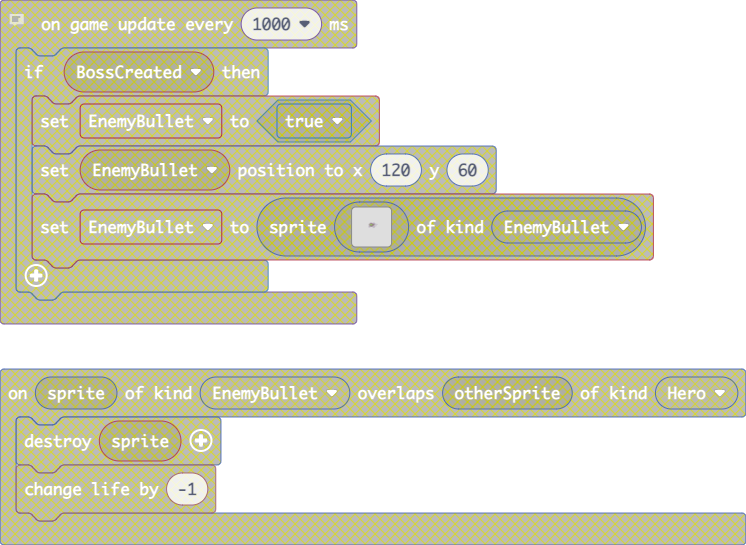 on game update every 1000 ms
if BossCreated then
set EnemyBullet to true
set EnemyBullet position to x 120 y 60
set EnemyBullet to sprite of kind EnemyBullet
on sprite of kind EnemyBullet overlaps otherSprite of kind Hero
destroy sprite
change life by -1